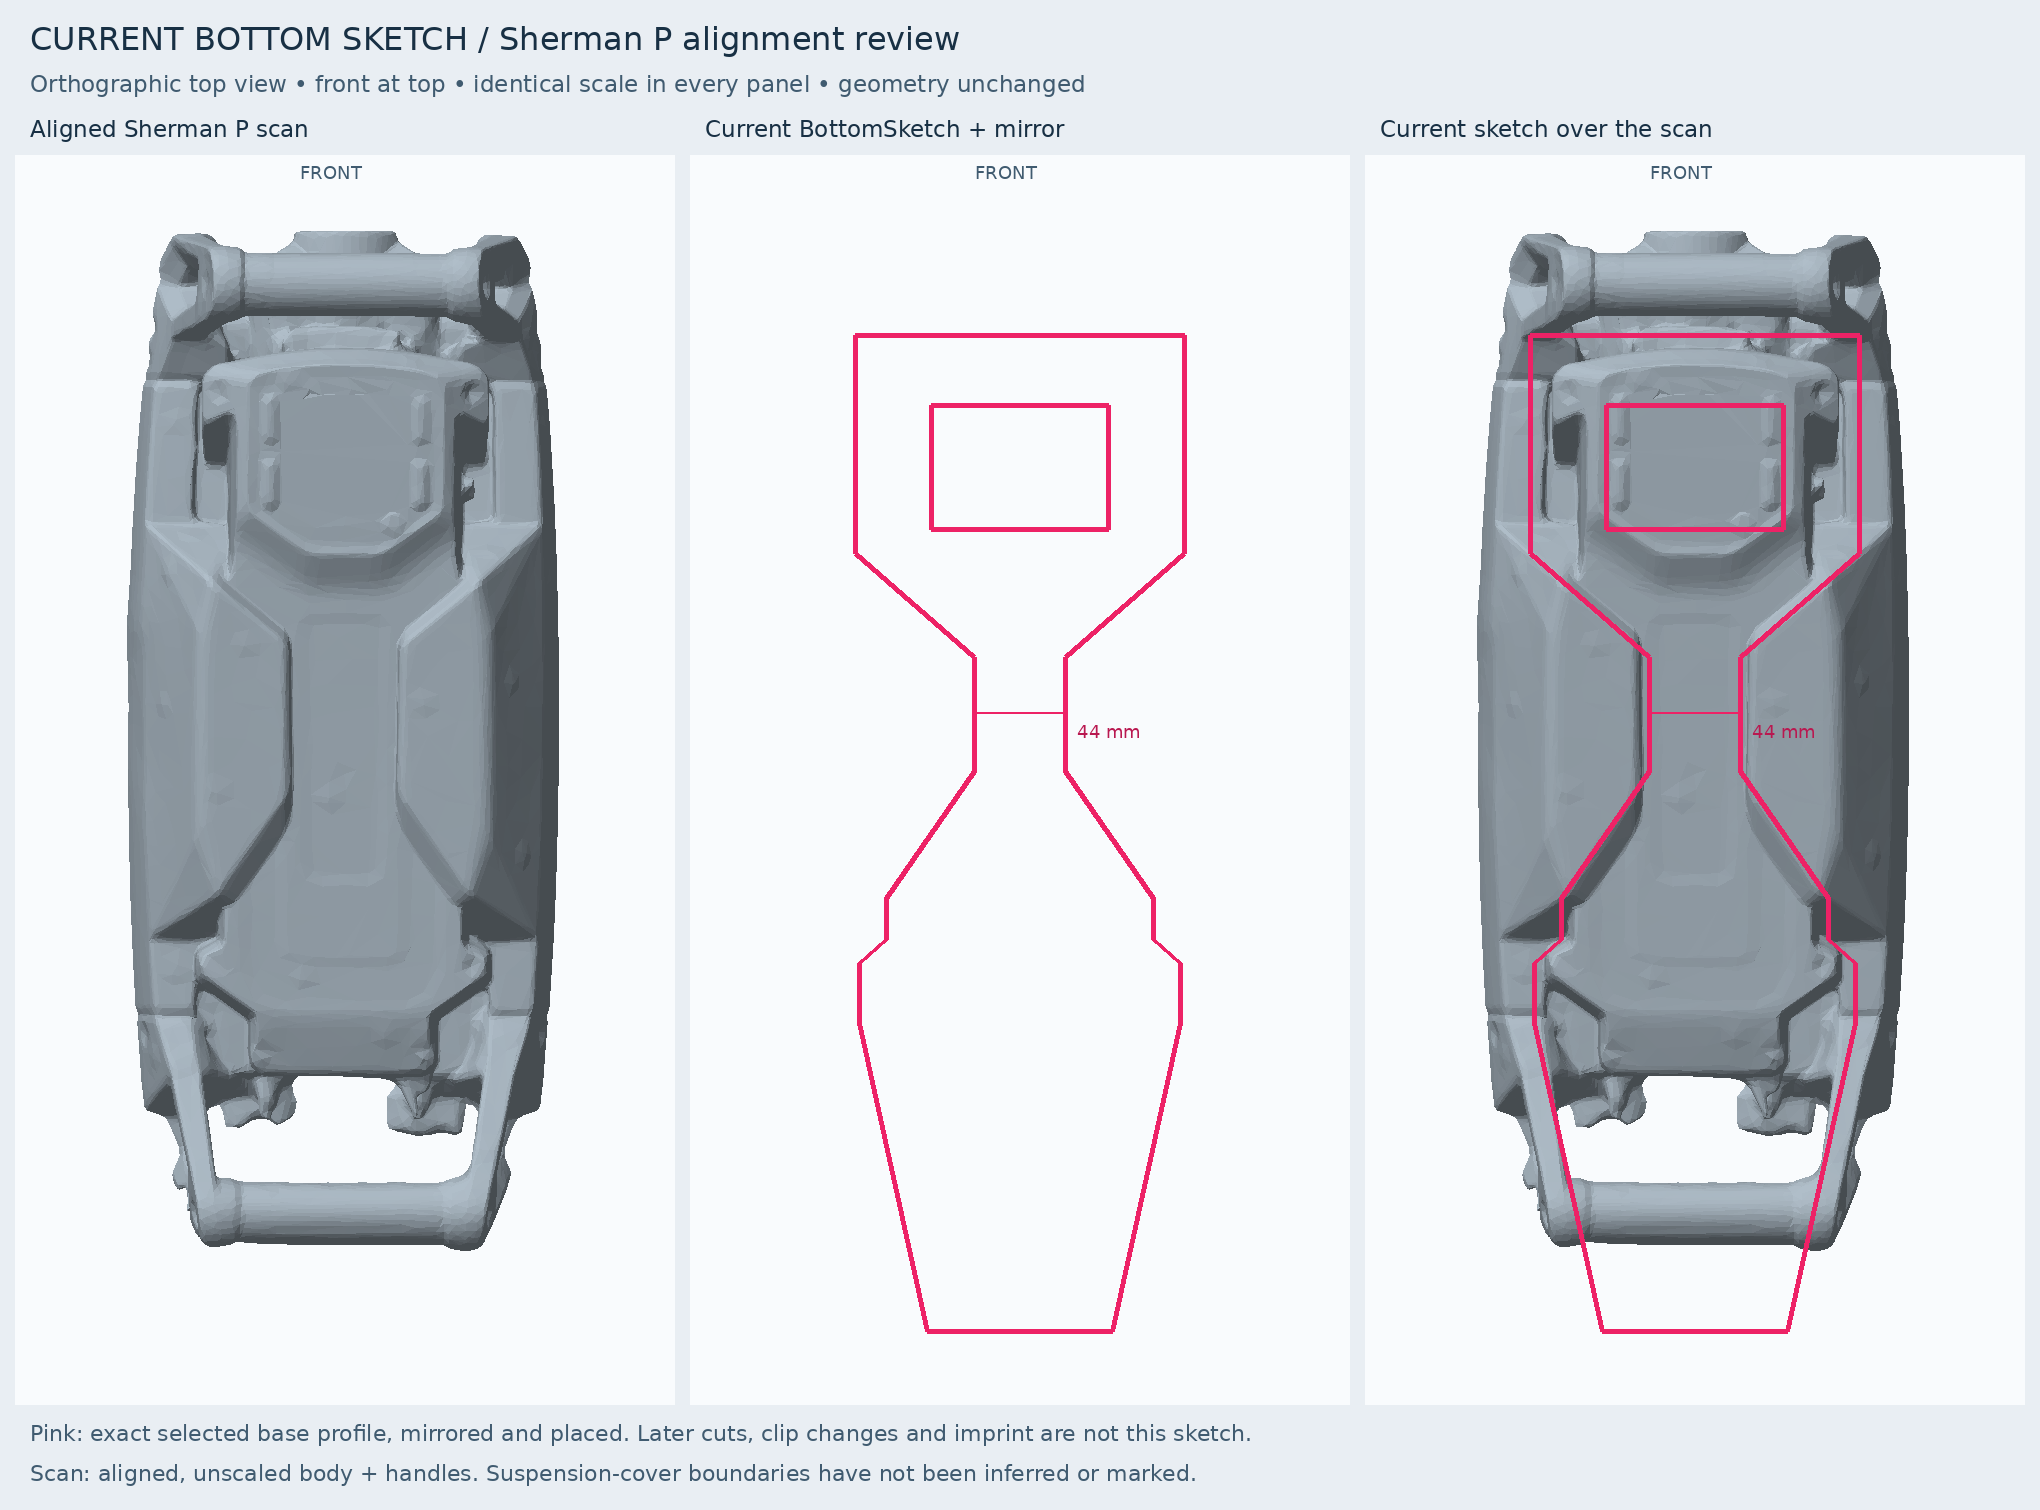 CURRENT BOTTOM SKETCH / Sherman P alignment review
Orthographic top view • front at top • identical scale in every panel • geometry unchanged
Aligned Sherman P scan
Current BottomSketch + mirror
Current sketch over the scan
FRONT
FRONT
FRONT
44 mm
44 mm
Pink: exact selected base profile, mirrored and placed. Later cuts, clip changes and imprint are not this sketch.
Scan: aligned, unscaled body + handles. Suspension-cover boundaries have not been inferred or marked.